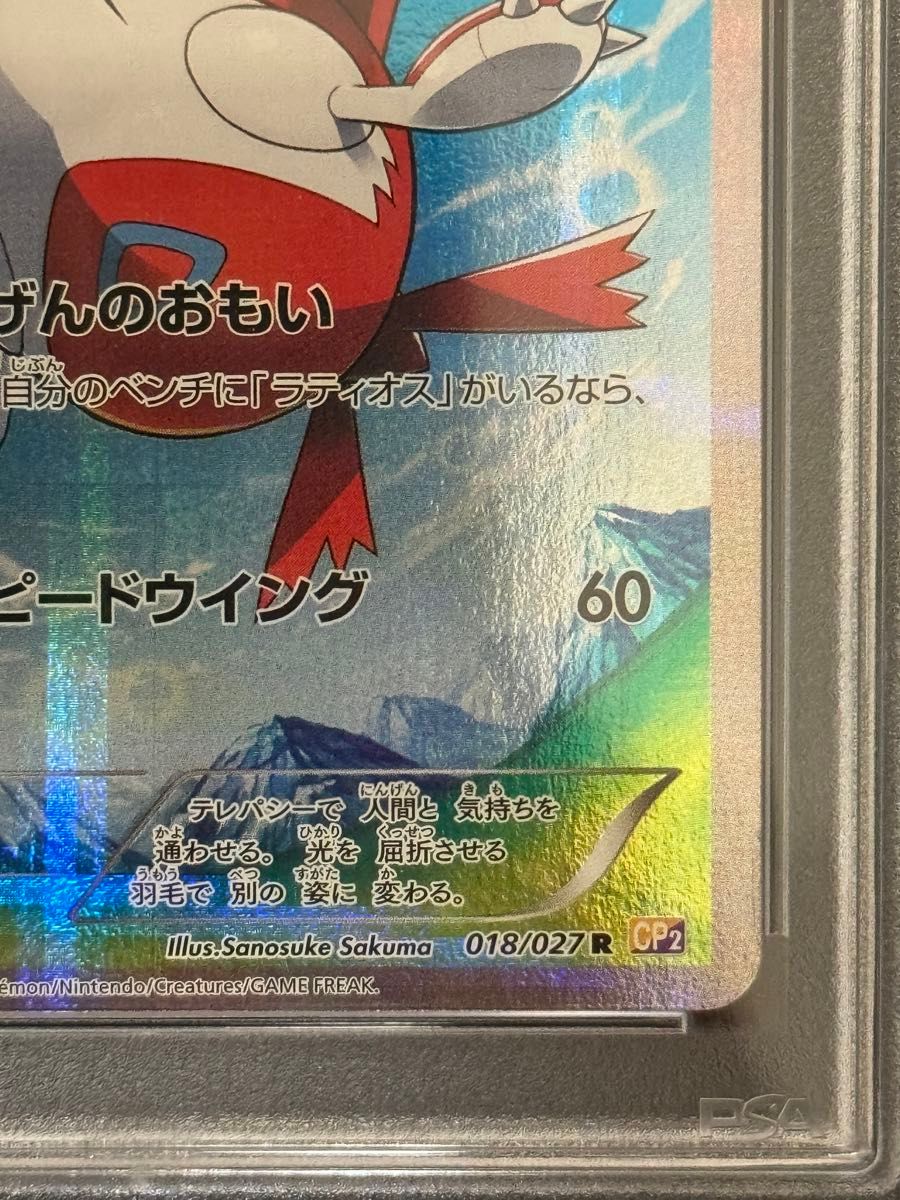 げんのおもい
じぶん
自分のベンチに「ラティオス」がいるなら、
ピードウイング 60
にんげん きも
テレパシーで 人間と 気持ちを
かよ ひかり くっせつ
通わせる。 光を 屈折させる
うもう べつ すがた か
羽毛で 別の 姿に 変わる。
Illus.Sanosuke Sakuma 018/027 R CP2
émon/Nintendo/Creatures/GAME FREAK.
PSA